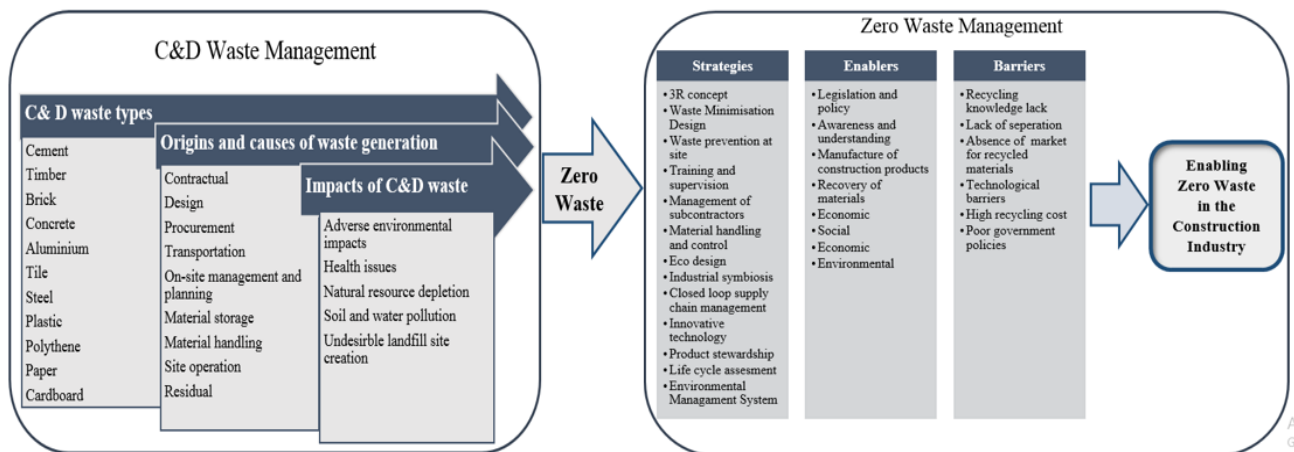 C&D Waste Management
C& D waste types
Cement
Timber
Brick
Concrete
Aluminium
Tile
Steel
Plastic
Polythene
Paper
Cardboard
Origins and causes of waste generation
Contractual
Design
Procurement
Transportation
On-site management and
planning
Material storage
Material handling
Site operation
Residual
Impacts of C&D waste
Adverse environmental
impacts
Health issues
Natural resource depletion
Soil and water pollution
Undesirble landfill site
creation
Zero
Waste
Zero Waste Management
Strategies
•3R concept
•Waste Minimisation
Design
•Waste prevention at
site
•Training and
supervision
•Management of
subcontractors
•Material handling
and control
•Eco design
•Industrial symbiosis
•Closed loop supply
chain management
•Innovative
technology
•Product stewardship
•Life cycle assesment
•Environmental
Managament System
Enablers
•Legislation and
policy
•Awareness and
understanding
•Manufacture of
construction products
•Recovery of
materials
•Economic
•Social
•Economic
•Environmental
Barriers
•Recycling
knowledge lack
•Lack of seperation
•Absence of market
for recycled
materials
•Technological
barriers
•High recycling cost
•Poor government
policies
Enabling
Zero Waste
in the
Construction
Industry
A
G